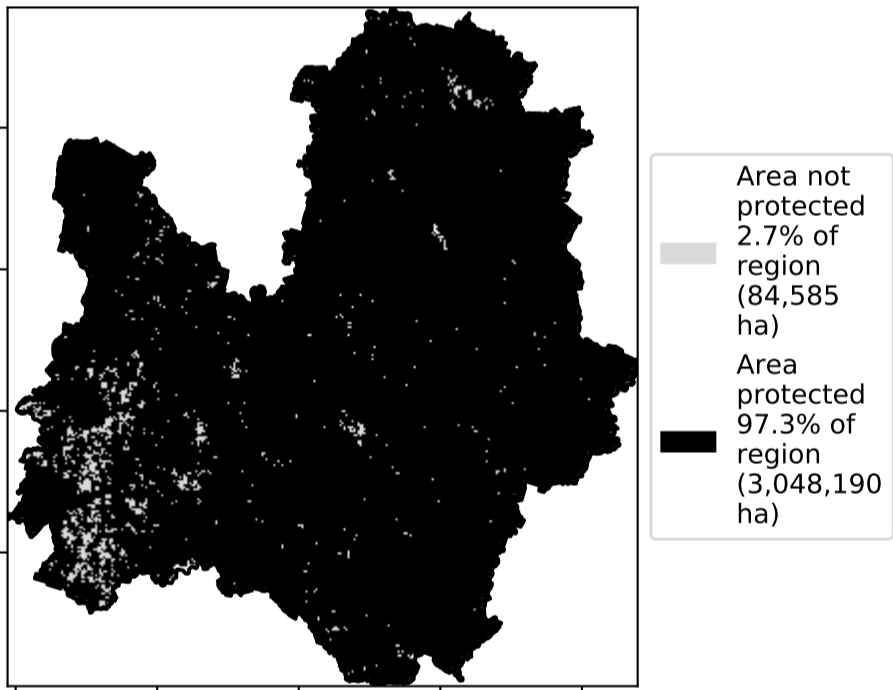 Area not
protected
2.7% of
region
(84,585
ha)
Area
protected
97.3% of
region
(3,048,190
ha)